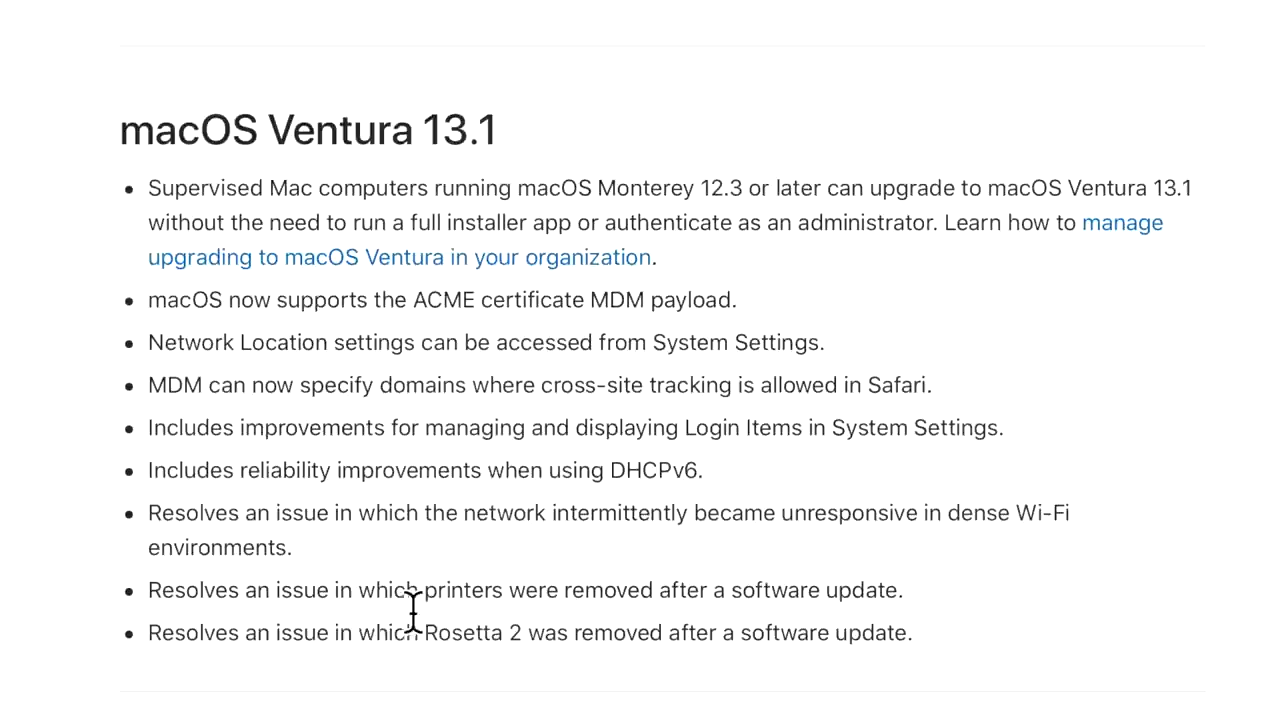 macOS Ventura 13.1
Supervised Mac computers running macOS Monterey 12.3 or later can upgrade to macOS Ventura 13.1
without the need to run a full installer app or authenticate as an administrator. Learn how to manage
upgrading to macOS Ventura in your organization.
macOS now supports the ACME certificate MDM payload.
Network Location settings can be accessed from System Settings.
MDM can now specify domains where cross-site tracking is allowed in Safari.
Includes improvements for managing and displaying Login Items in System Settings.
Includes reliability improvements when using DHCPv6.
Resolves an issue in which the network intermittently became unresponsive in dense Wi-Fi
environments.
Resolves an issue in which printers were removed after a software update.
Resolves an issue in which Rosetta 2 was removed after a software update.